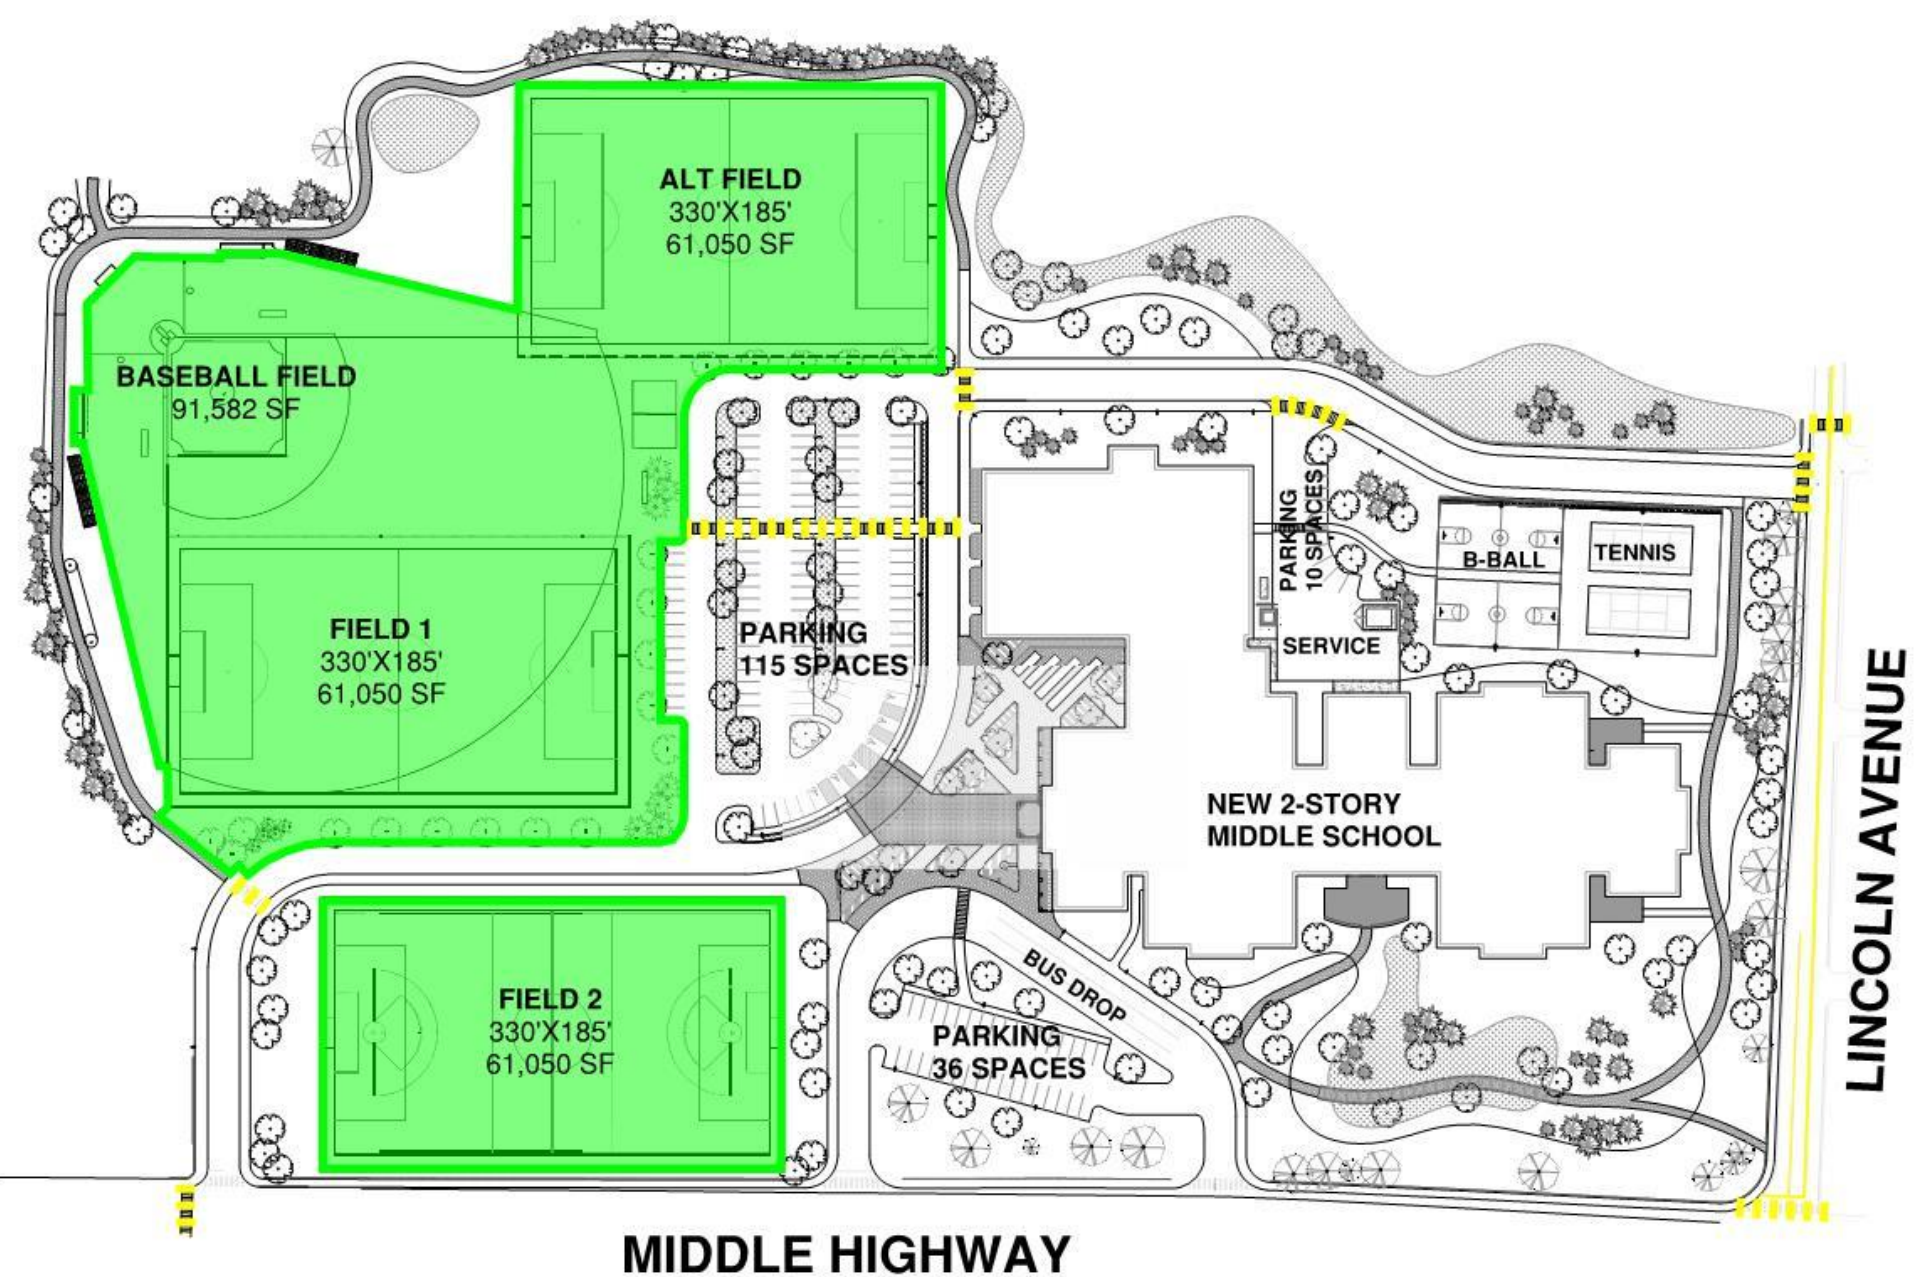 ALT FIELD
330'X185'
61,050 SF
BASEBALL FIELD
91,582 SF
FIELD 1
330'X185'
61,050 SF
PARKING
115 SPACES
PARKING
10 SPACES
B-BALL
TENNIS
SERVICE
NEW 2-STORY
MIDDLE SCHOOL
LINCOLN AVENUE
FIELD 2
330'X185'
61,050 SF
BUS DROP
PARKING
36 SPACES
MIDDLE HIGHWAY